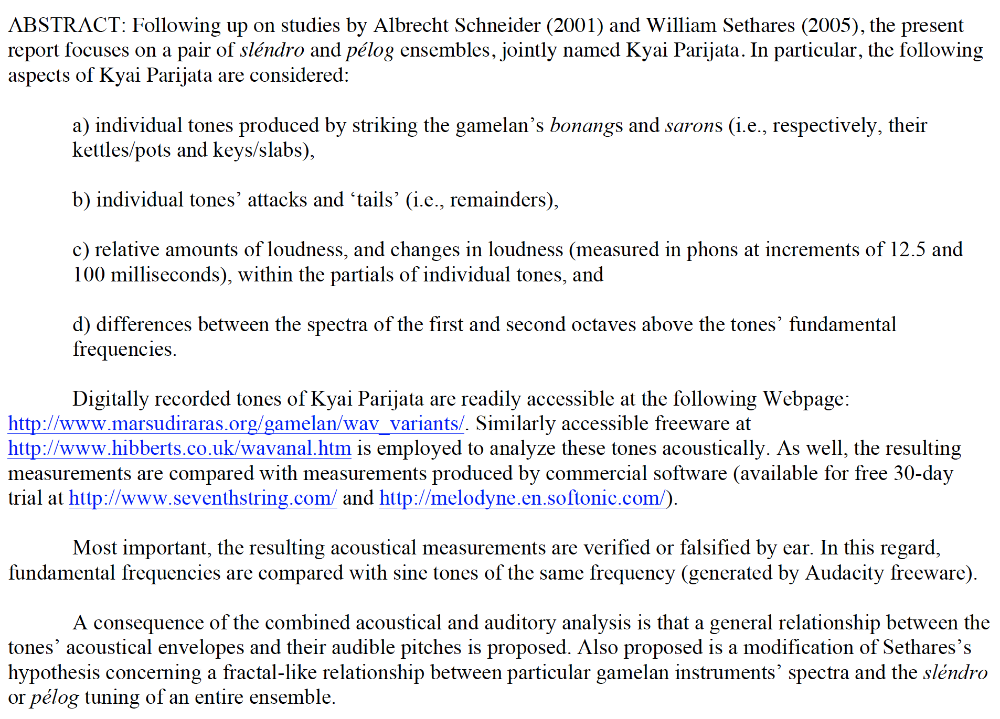 ABSTRACT: Following up on studies by Albrecht Schneider (2001) and William Sethares (2005), the present
report focuses on a pair of sléndro and pélog ensembles, jointly named Kyai Parijata. In particular, the following
aspects of Kyai Parijata are considered:
a) individual tones produced by striking the gamelan’s bonangs and sarons (i.e., respectively, their
kettles/pots and keys/slabs),
b) individual tones’ attacks and ‘tails’ (i.e., remainders),
c) relative amounts of loudness, and changes in loudness (measured in phons at increments of 12.5 and
100 milliseconds), within the partials of individual tones, and
d) differences between the spectra of the first and second octaves above the tones’ fundamental
frequencies.
Digitally recorded tones of Kyai Parijata are readily accessible at the following Webpage:
http://www.marsudiraras.org/gamelan/wav_variants/. Similarly accessible freeware at
http://www.hibberts.co.uk/wavanal.htm is employed to analyze these tones acoustically. As well, the resulting
measurements are compared with measurements produced by commercial software (available for free 30-day
trial at http://www.seventhstring.com/ and http://melodyne.en.softonic.com/).
Most important, the resulting acoustical measurements are verified or falsified by ear. In this regard,
fundamental frequencies are compared with sine tones of the same frequency (generated by Audacity freeware).
A consequence of the combined acoustical and auditory analysis is that a general relationship between the
tones’ acoustical envelopes and their audible pitches is proposed. Also proposed is a modification of Sethares’s
hypothesis concerning a fractal-like relationship between particular gamelan instruments’ spectra and the sléndro
or pélog tuning of an entire ensemble.